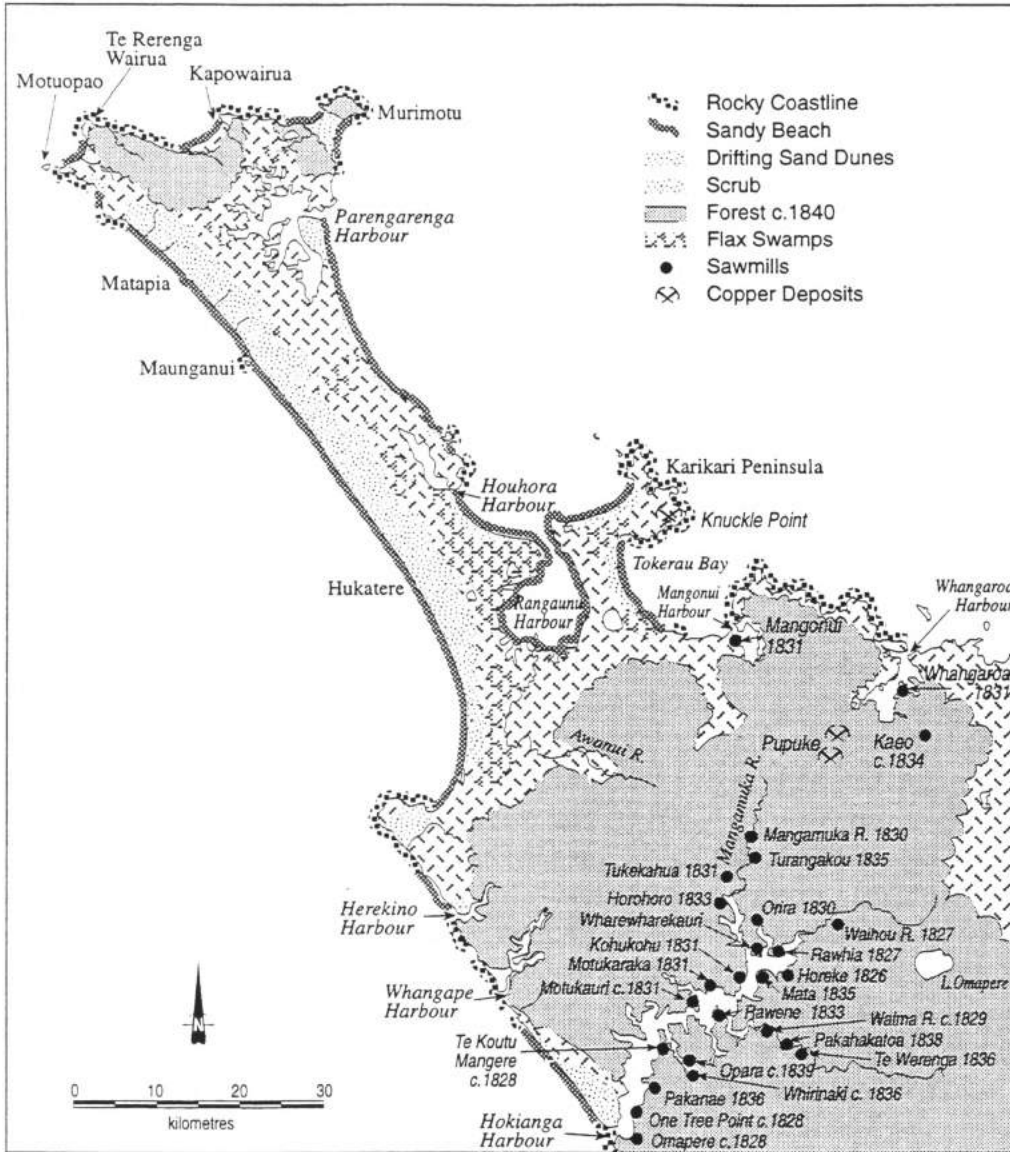 Te Rerenga
Wairua
Motuopao
Kapowairua
Murimotu
Rocky Coastline
Sandy Beach
Drifting Sand Dunes
Scrub
Forest c.1840
Flax Swamps
Sawmills
Copper Deposits
Parengarenga
Harbour
Matapia
Maunganui
Karikari Peninsula
Houhora
Harbour
Knuckle Point
Tokerau Bay
Hukatere
Rangaunu
Harbour
Mangonui
Harbour
Whangaroa
Harbour
Mangonui
1831
Whangaroa
1831
Awanui R.
Pupuke
Kaeo
c.1834
Mangamuka R.
Mangamuka R. 1830
Turangakou 1835
Tukekahua 1831
Horohoro 1833
Orira 1830
Wharewharekauri
Waihou R. 1827
Herekino
Harbour
Kohukohu 1831
Rawhia 1827
Motukaraka 1831
Horeke 1826
L.Omapere
Motukauri c.1831
Mata 1835
Whangape
Harbour
Rawene
1833
Waima R. c.1829
Te Koutu
Mangere
c.1828
Pakahakatoa 1838
Te Werenga 1836
Opara c.1839
Whirinaki c. 1836
Pakanae 1836
One Tree Point c.1828
Hokianga
Harbour
Omapere c.1828
N
0 10 20 30
kilometres